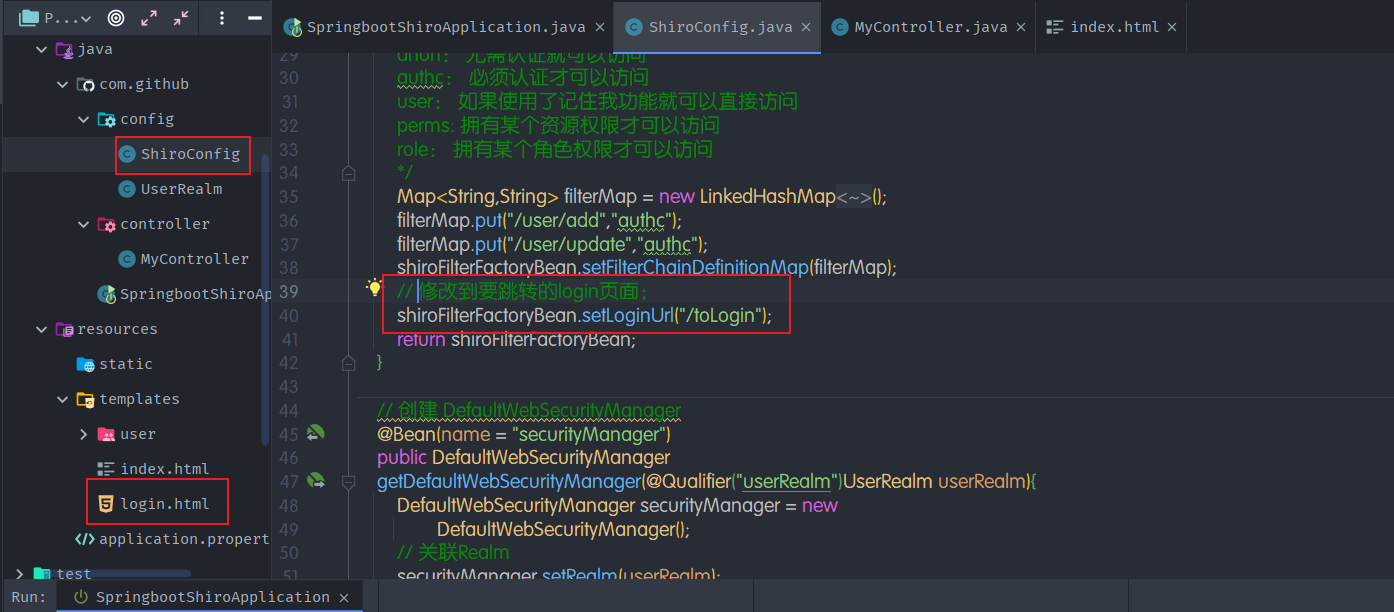 P...
SpringbootShiroApplication.java
ShiroConfig.java
MyController.java
index.html
java
com.github
config
ShiroConfig
UserRealm
controller
MyController
SpringbootShiroAp
resources
static
templates
user
index.html
login.html
application.propert
test
29 anon： 无需认证就可以访问
30 authc： 必须认证才可以访问
31 user： 如果使用了记住我功能就可以直接访问
32 perms: 拥有某个资源权限才可以访问
33 role： 拥有某个角色权限才可以访问
34 */
35 Map<String,String> filterMap = new LinkedHashMap<~>();
36 filterMap.put("/user/add","authc");
37 filterMap.put("/user/update","authc");
38 shiroFilterFactoryBean.setFilterChainDefinitionMap(filterMap);
39 // 修改到要跳转的login页面；
40 shiroFilterFactoryBean.setLoginUrl("/toLogin");
41 return shiroFilterFactoryBean;
42 }
43
44 // 创建 DefaultWebSecurityManager
45 @Bean(name = "securityManager")
46 public DefaultWebSecurityManager
47 getDefaultWebSecurityManager(@Qualifier("userRealm")UserRealm userRealm){
48 DefaultWebSecurityManager securityManager = new
49 DefaultWebSecurityManager();
50 // 关联Realm
51 securityManager.setRealm(userRealm);
Run: SpringbootShiroApplication